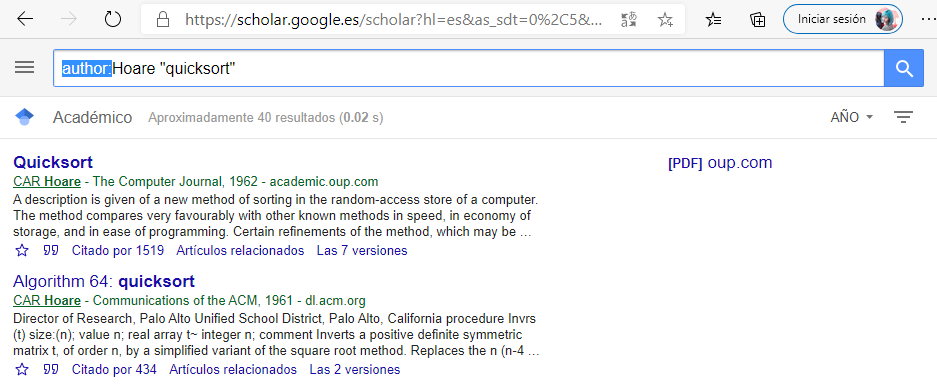 https://scholar.google.es/scholar?hl=es&as_sdt=0%2C5&...
Iniciar sesión
author:Hoare "quicksort"
Académico
Aproximadamente 40 resultados (0.02 s)
AÑO
Quicksort
[PDF] oup.com
CAR Hoare - The Computer Journal, 1962 - academic.oup.com
A description is given of a new method of sorting in the random-access store of a computer.
The method compares very favourably with other known methods in speed, in economy of
storage, and in ease of programming. Certain refinements of the method, which may be ...
Citado por 1519 Artículos relacionados Las 7 versiones
Algorithm 64: quicksort
CAR Hoare - Communications of the ACM, 1961 - dl.acm.org
Director of Research, Palo Alto Unified School District, Palo Alto, California procedure Invrs
(t) size:(n); value n; real array t~ integer n; comment Inverts a positive definite symmetric
matrix t, of order n, by a simplified variant of the square root method. Replaces the n (n-4 ...
Citado por 434 Artículos relacionados Las 2 versiones